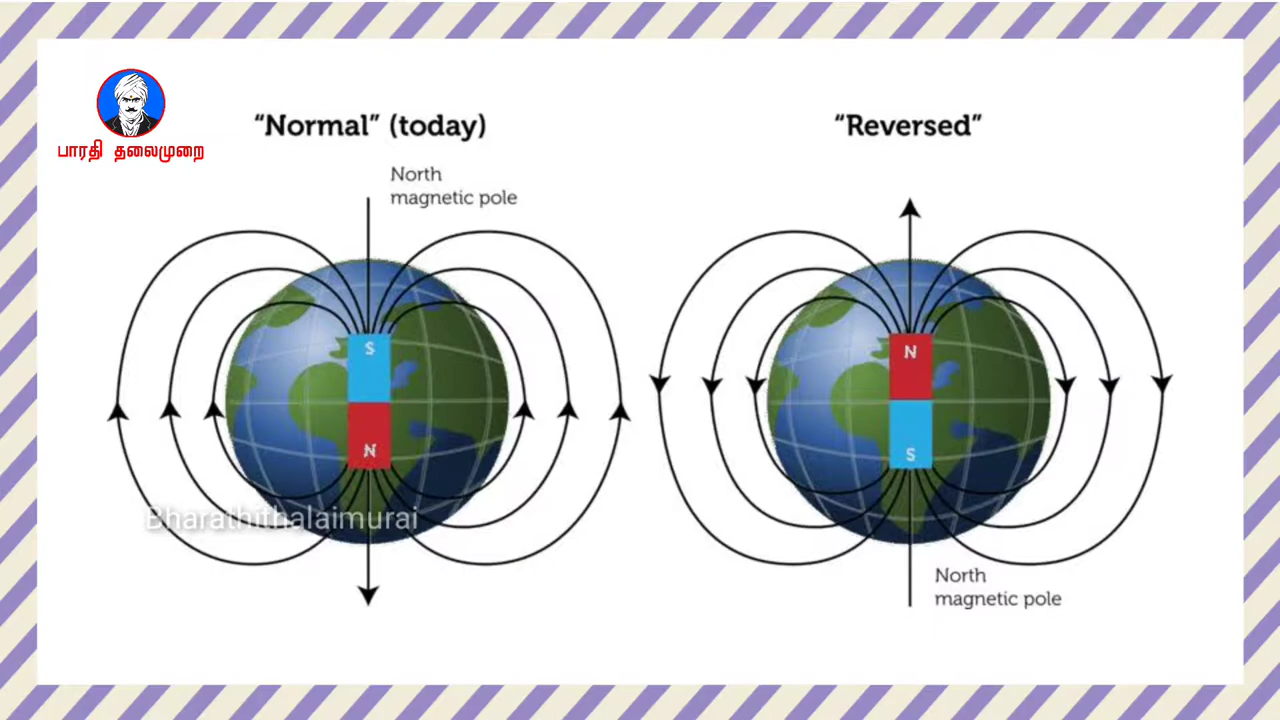 பாரதி தலைமுறை
“Normal” (today)
North
magnetic pole
S
N
Bharathithalaimurai
“Reversed”
N
S
North
magnetic pole